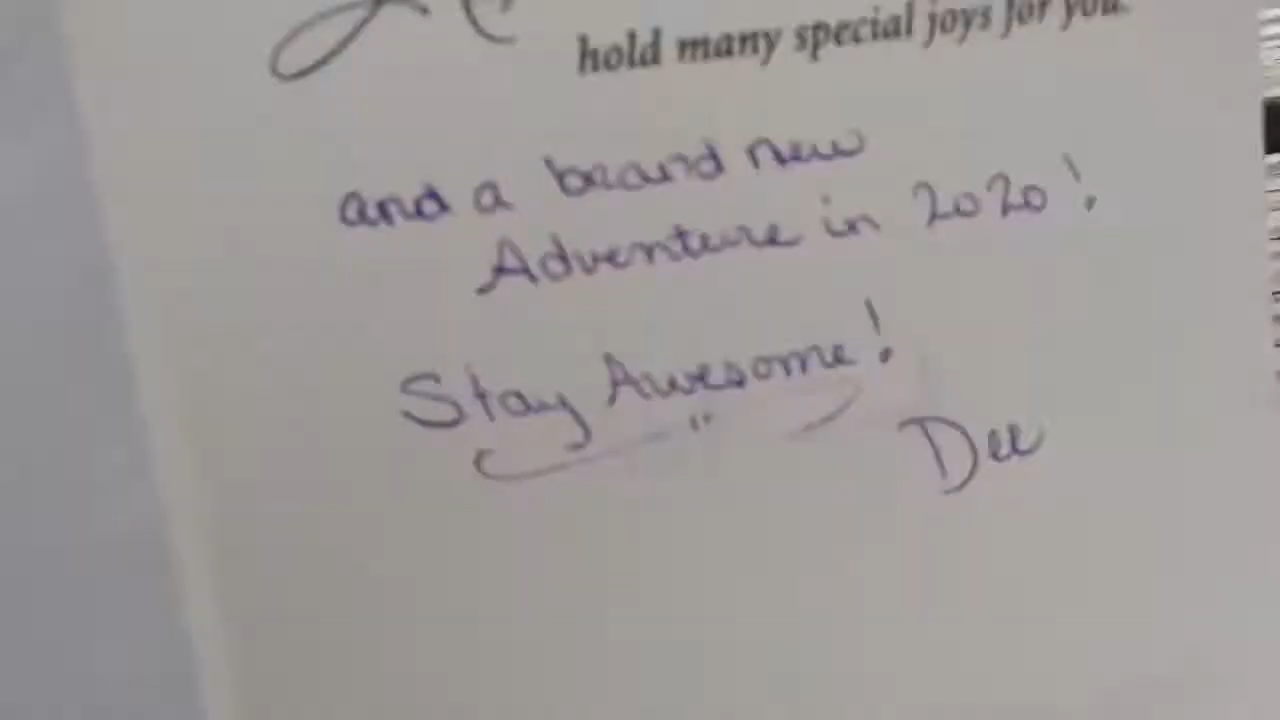 hold many special joys for you.
and a brand new
Adventure in 2020!
Stay Awesome!
Dee